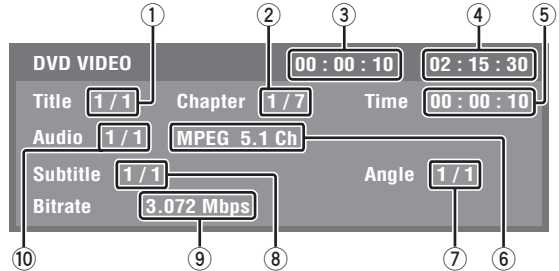 ① ② ③ ④ ⑤
DVD VIDEO 00 : 00 : 10 02 : 15 : 30
Title 1 / 1 Chapter 1 / 7 Time 00 : 00 : 10
Audio 1 / 1 MPEG 5.1 Ch
Subtitle 1 / 1 Angle 1 / 1
Bitrate 3.072 Mbps
⑩ ⑨ ⑧ ⑦ ⑥